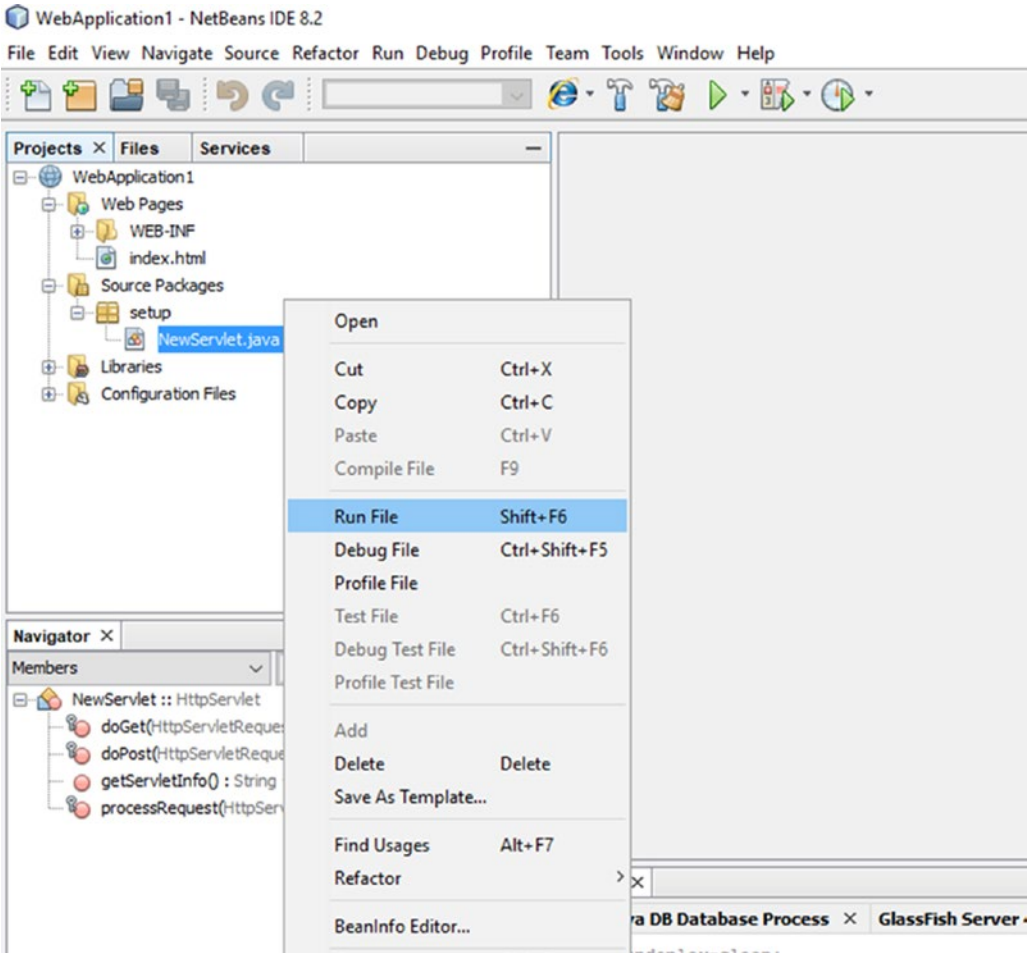 WebApplication1 - NetBeans IDE 8.2
File Edit View Navigate Source Refactor Run Debug Profile Team Tools Window Help
Projects Files Services
WebApplication1
Web Pages
WEB-INF
index.html
Source Packages
setup
NewServlet.java
Libraries
Configuration Files
Open
Cut Ctrl+X
Copy Ctrl+C
Paste Ctrl+V
Compile File F9
Run File Shift+F6
Debug File Ctrl+Shift+F5
Profile File
Test File Ctrl+F6
Debug Test File Ctrl+Shift+F6
Profile Test File
Add
Delete Delete
Save As Template...
Find Usages Alt+F7
Refactor
BeanInfo Editor...
Navigator
Members
NewServlet :: HttpServlet
doGet(HttpServletReque
doPost(HttpServletReque
getServletInfo() : String
processRequest(HttpServ
a DB Database Process GlassFish Server